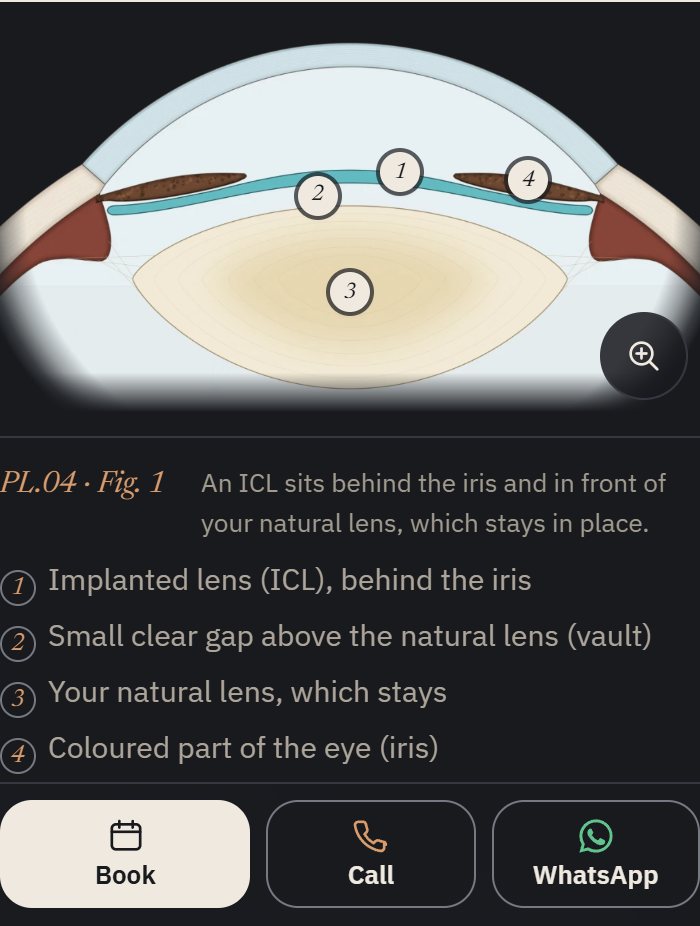 1
4
2
3
PL.04 · Fig. 1
An ICL sits behind the iris and in front of
your natural lens, which stays in place.
1 Implanted lens (ICL), behind the iris
2 Small clear gap above the natural lens (vault)
3 Your natural lens, which stays
4 Coloured part of the eye (iris)
Book
Call
WhatsApp